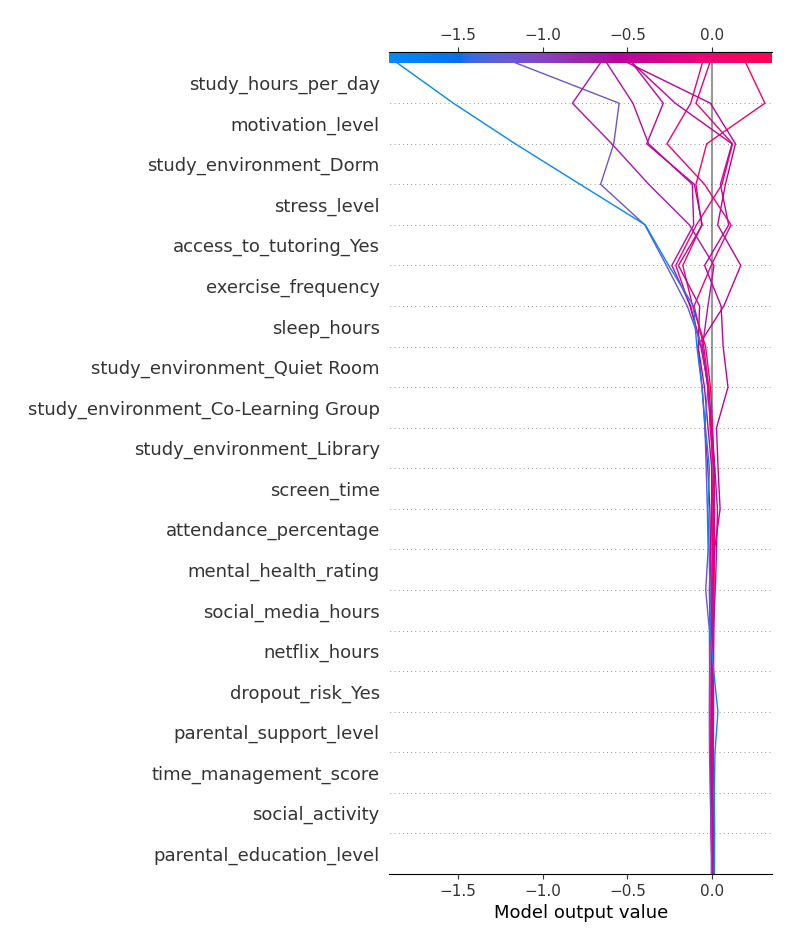 −1.5 −1.0 −0.5 0.0
study_hours_per_day
motivation_level
study_environment_Dorm
stress_level
access_to_tutoring_Yes
exercise_frequency
sleep_hours
study_environment_Quiet Room
study_environment_Co-Learning Group
study_environment_Library
screen_time
attendance_percentage
mental_health_rating
social_media_hours
netflix_hours
dropout_risk_Yes
parental_support_level
time_management_score
social_activity
parental_education_level
−1.5 −1.0 −0.5 0.0
Model output value